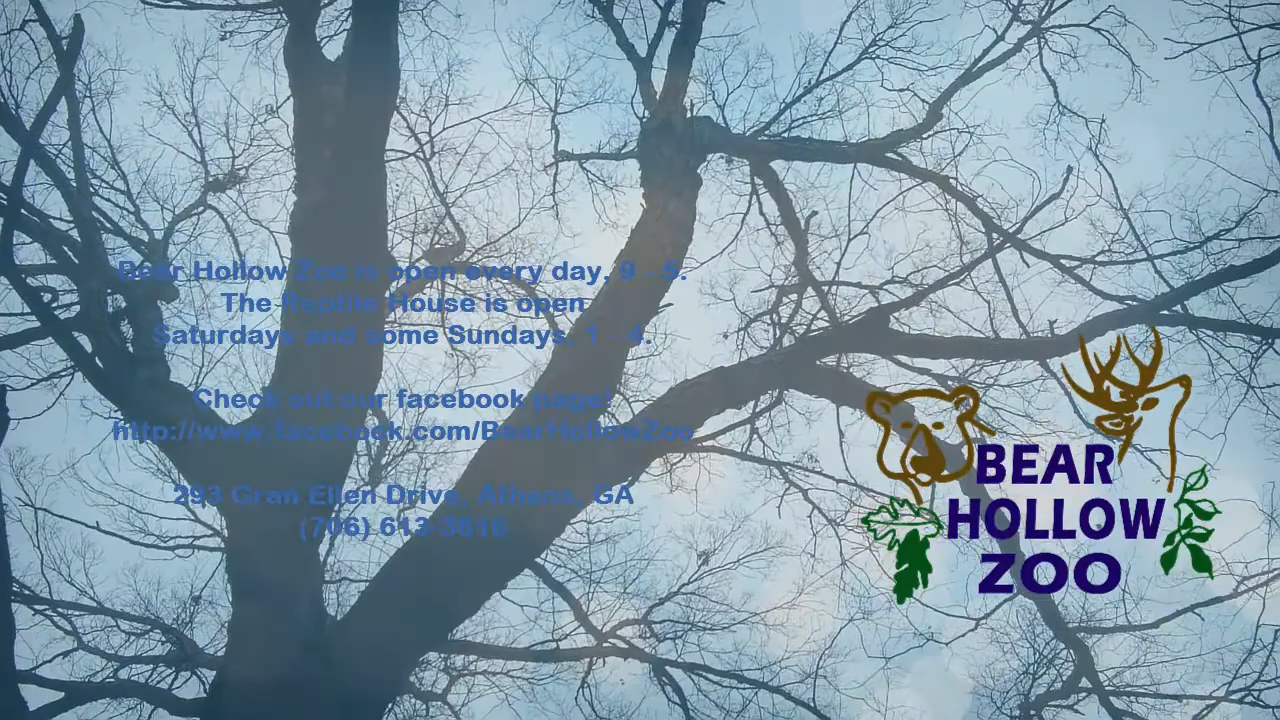 Bear Hollow Zoo is open every day, 9 - 5.
The Reptile House is open
Saturdays and some Sundays, 1 - 4.
Check out our facebook page!
http://www.facebook.com/BearHollowZoo
293 Gran Ellen Drive, Athens, GA
(706) 613-3616
BEAR
HOLLOW
ZOO